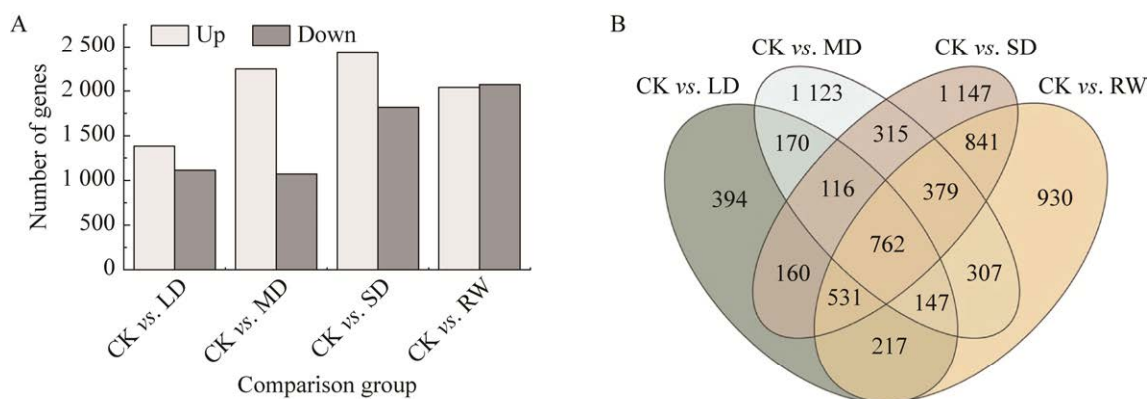 A
Up
Down
2 500
2 000
1 500
1 000
500
0
Number of genes
CK vs. LD
CK vs. MD
CK vs. SD
CK vs. RW
Comparison group
B
CK vs. MD
CK vs. SD
CK vs. LD
CK vs. RW
1 123
1 147
170
315
841
394
116
379
930
762
160
307
531
147
217